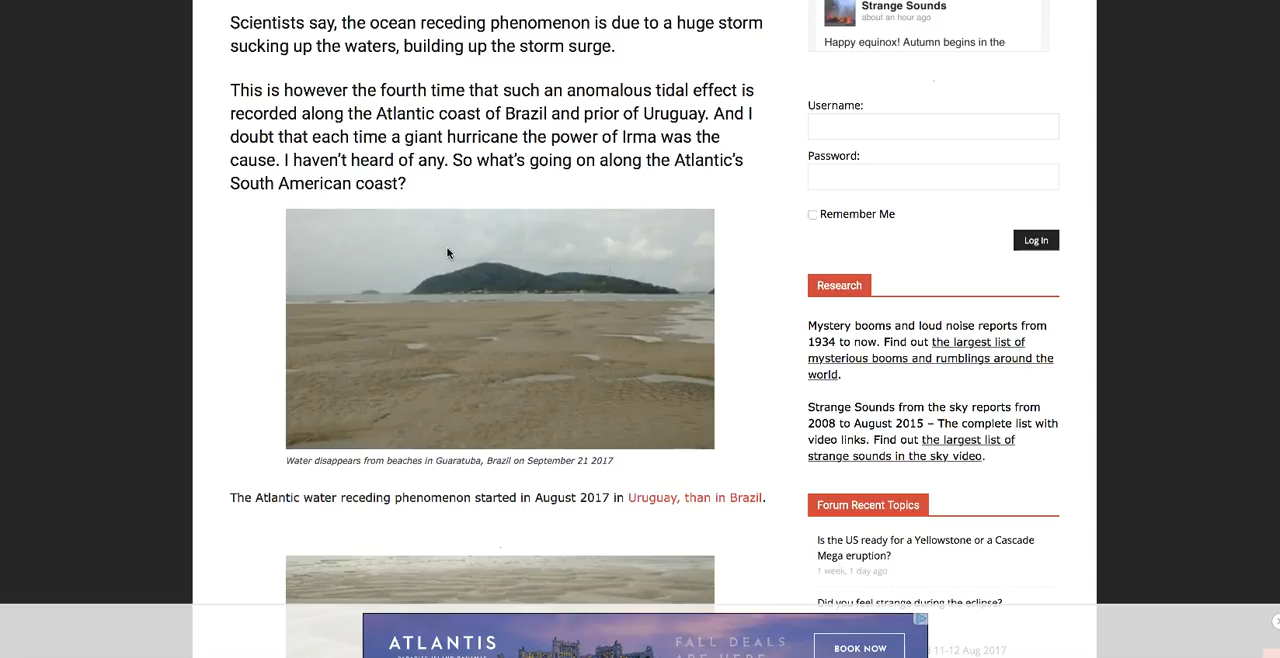 Scientists say, the ocean receding phenomenon is due to a huge storm
sucking up the waters, building up the storm surge.
This is however the fourth time that such an anomalous tidal effect is
recorded along the Atlantic coast of Brazil and prior of Uruguay. And I
doubt that each time a giant hurricane the power of Irma was the
cause. I haven’t heard of any. So what’s going on along the Atlantic’s
South American coast?
Water disappears from beaches in Guaratuba, Brazil on September 21 2017
The Atlantic water receding phenomenon started in August 2017 in Uruguay, than in Brazil.
Strange Sounds
about an hour ago
Happy equinox! Autumn begins in the
Username:
Password:
Remember Me
Log In
Research
Mystery booms and loud noise reports from
1934 to now. Find out the largest list of
mysterious booms and rumblings around the
world.
Strange Sounds from the sky reports from
2008 to August 2015 – The complete list with
video links. Find out the largest list of
strange sounds in the sky video.
Forum Recent Topics
Is the US ready for a Yellowstone or a Cascade
Mega eruption?
1 week, 1 day ago
Did you feel strange during the eclipse?
11-12 Aug 2017
ATLANTIS
FALL DEALS
ARE HERE
BOOK NOW